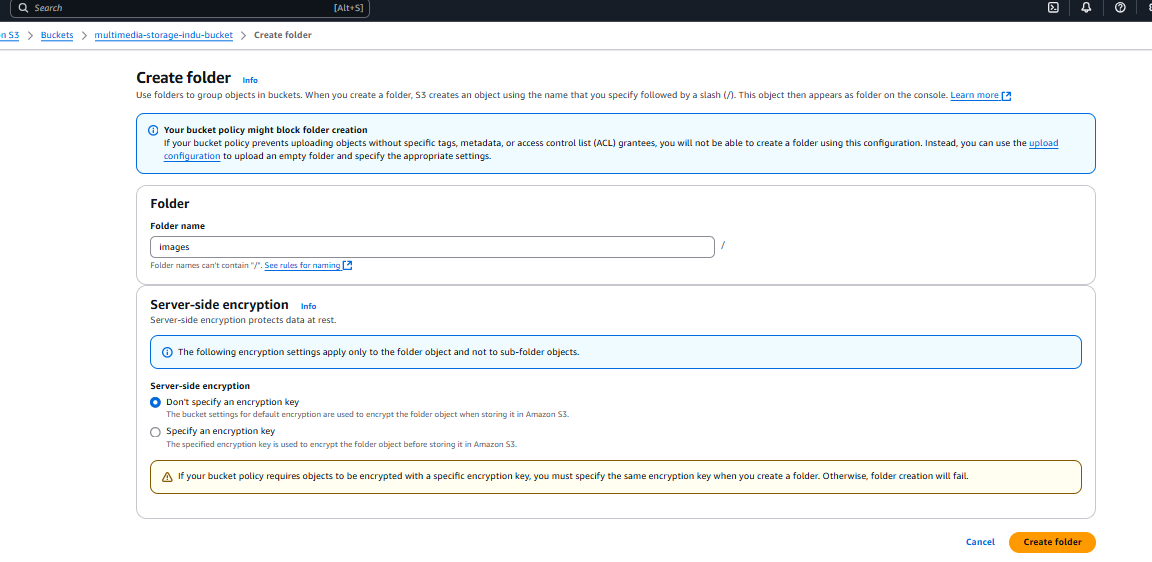 Search [Alt+S]
on S3 > Buckets > multimedia-storage-indu-bucket > Create folder
Create folder Info
Use folders to group objects in buckets. When you create a folder, S3 creates an object using the name that you specify followed by a slash (/). This object then appears as folder on the console. Learn more
Your bucket policy might block folder creation
If your bucket policy prevents uploading objects without specific tags, metadata, or access control list (ACL) grantees, you will not be able to create a folder using this configuration. Instead, you can use the upload
configuration to upload an empty folder and specify the appropriate settings.
Folder
Folder name
images /
Folder names can't contain "/". See rules for naming
Server-side encryption Info
Server-side encryption protects data at rest.
The following encryption settings apply only to the folder object and not to sub-folder objects.
Server-side encryption
Don't specify an encryption key
The bucket settings for default encryption are used to encrypt the folder object when storing it in Amazon S3.
Specify an encryption key
The specified encryption key is used to encrypt the folder object before storing it in Amazon S3.
If your bucket policy requires objects to be encrypted with a specific encryption key, you must specify the same encryption key when you create a folder. Otherwise, folder creation will fail.
Cancel Create folder